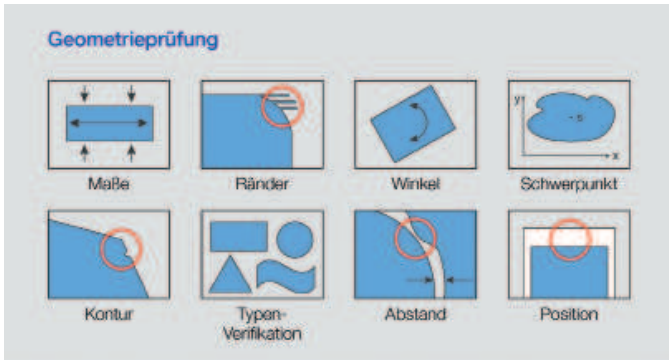 Geometrieprüfung
Maße
Ränder
Winkel
y
S
x
Schwerpunkt
Kontur
Typen-
Verifikation
Abstand
Position